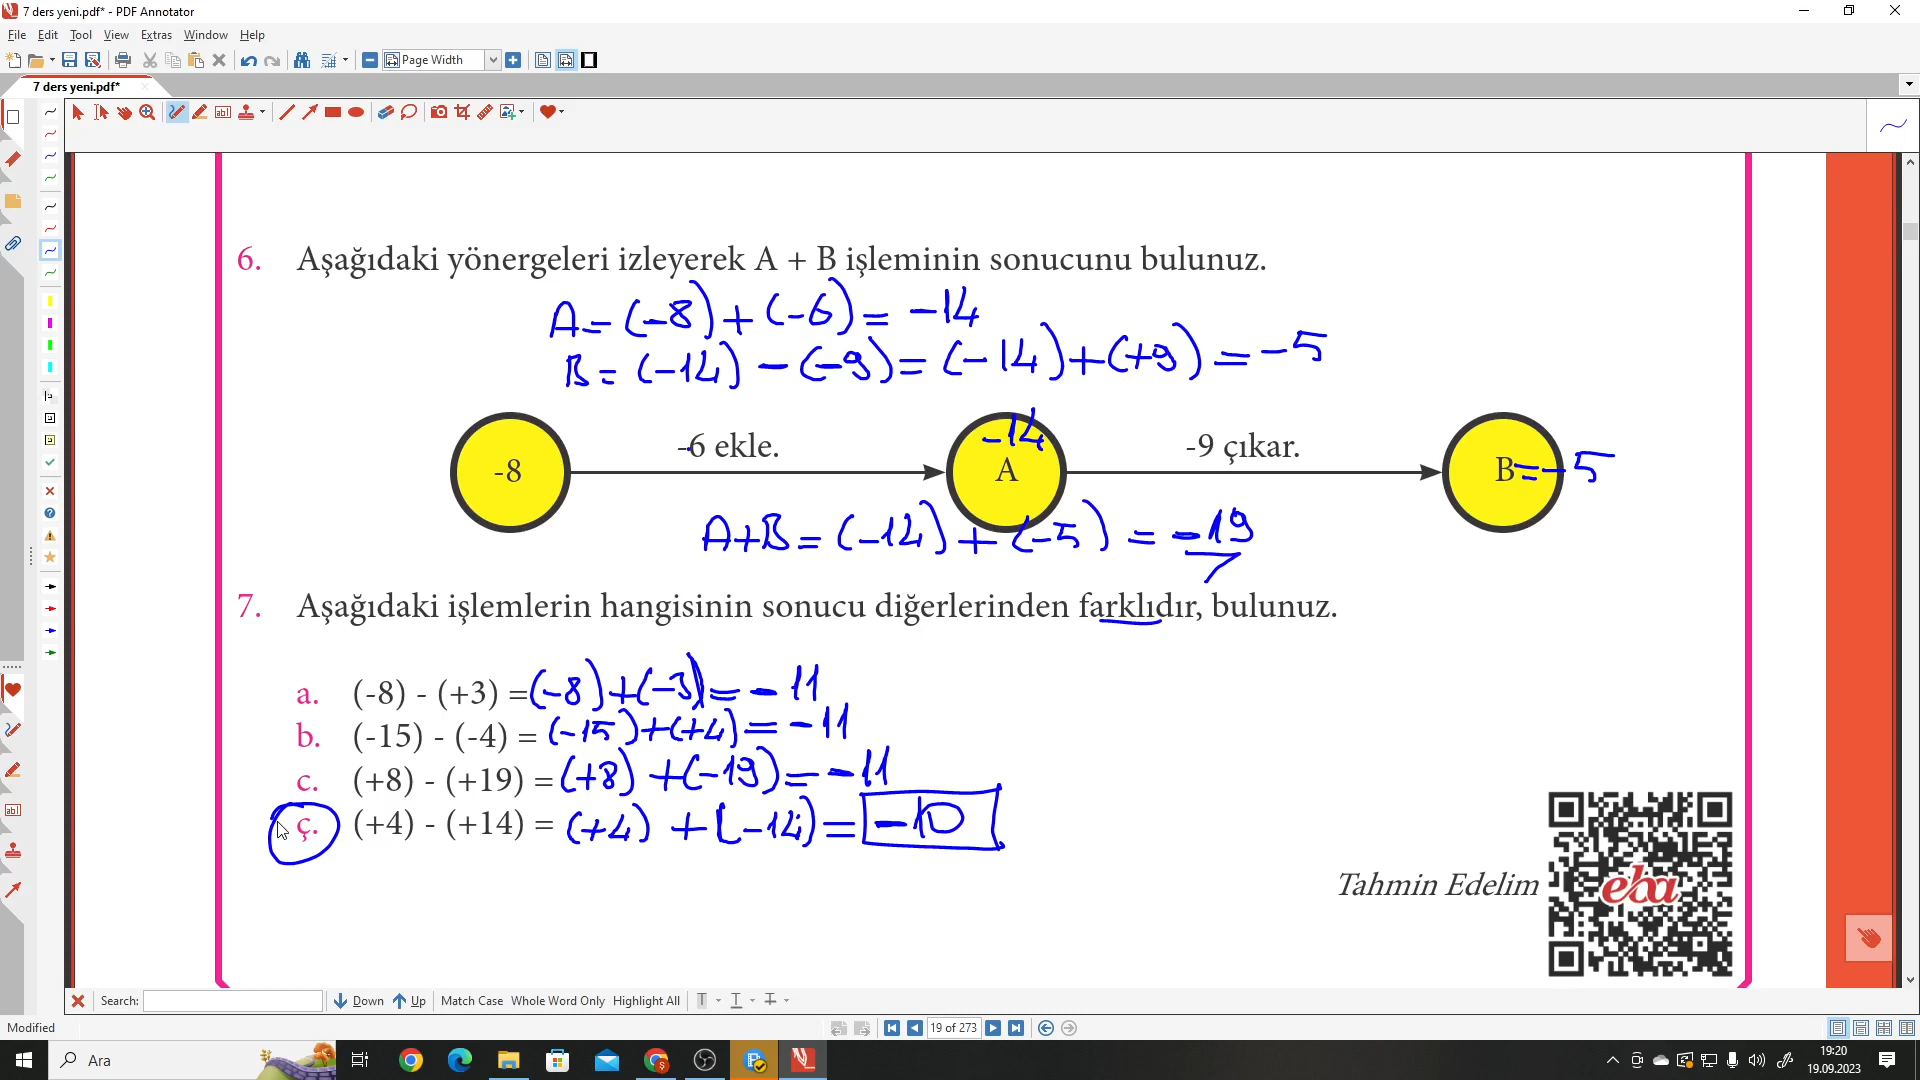 7 ders yeni.pdf* - PDF Annotator
File Edit Tool View Extras Window Help
Page Width
7 ders yeni.pdf*
6. Aşağıdaki yönergeleri izleyerek A + B işleminin sonucunu bulunuz.
A = (-8) + (-6) = -14
B = (-14) - (-9) = (-14) + (+9) = -5
-8 -6 ekle. -14 A -9 çıkar. B = -5
A+B = (-14) + (-5) = -19
7. Aşağıdaki işlemlerin hangisinin sonucu diğerlerinden farklıdır, bulunuz.
a. (-8) - (+3) = (-8) + (-3) = -11
b. (-15) - (-4) = (-15) + (+4) = -11
c. (+8) - (+19) = (+8) + (-19) = -11
ç. (+4) - (+14) = (+4) + (-14) = -10
Tahmin Edelim
eba
Search: Down Up Match Case Whole Word Only Highlight All
Modified 19 of 273
Ara
19:20
19.09.2023